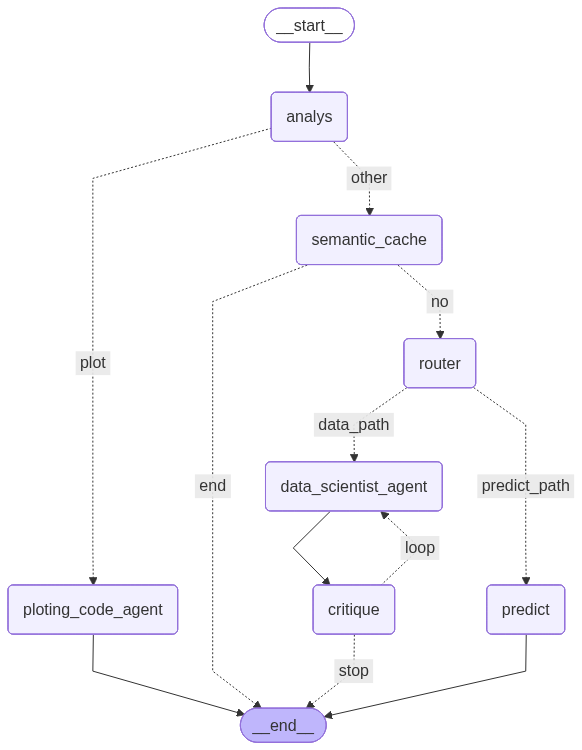 __start__
analys
other
semantic_cache
no
plot
router
data_path
end
data_scientist_agent
predict_path
loop
ploting_code_agent
critique
predict
stop
__end__